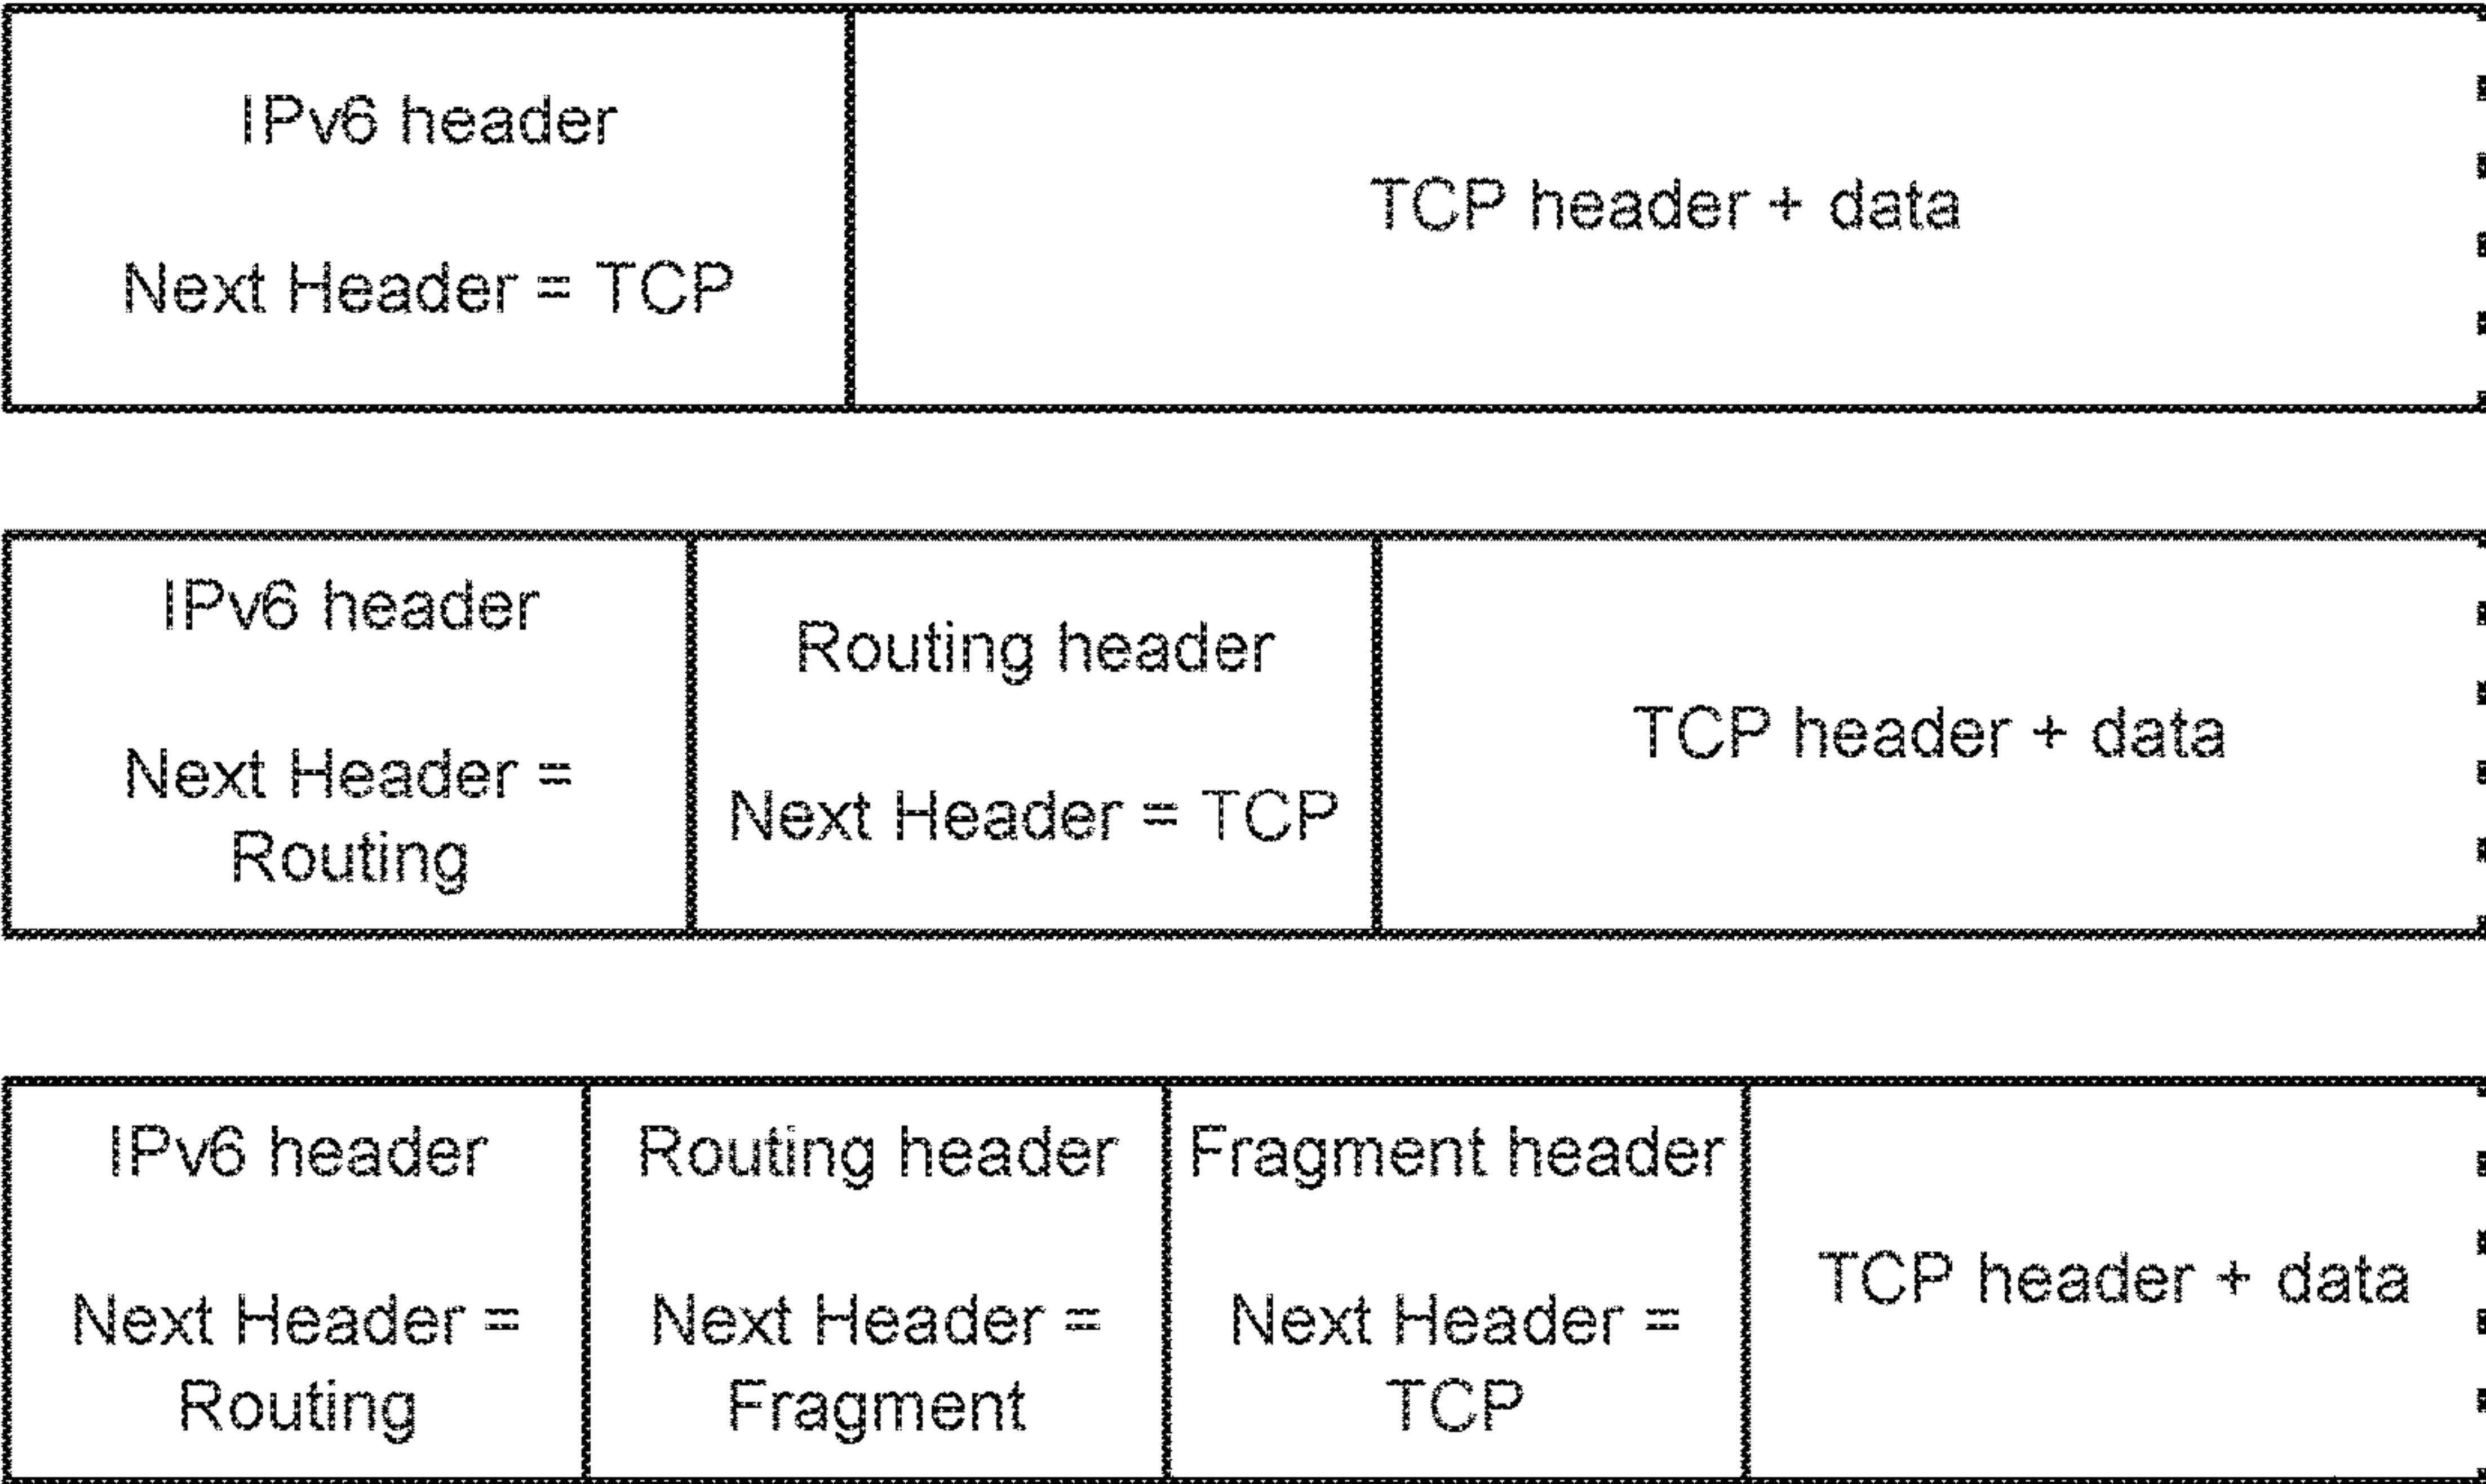 IPv6 header
Next Header = TCP
TCP header + data
IPv6 header
Next Header =
Routing
Routing header
Next Header = TCP
TCP header + data
IPv6 header
Next Header =
Routing
Routing header
Next Header =
Fragment
Fragment header
Next Header =
TCP
TCP header + data